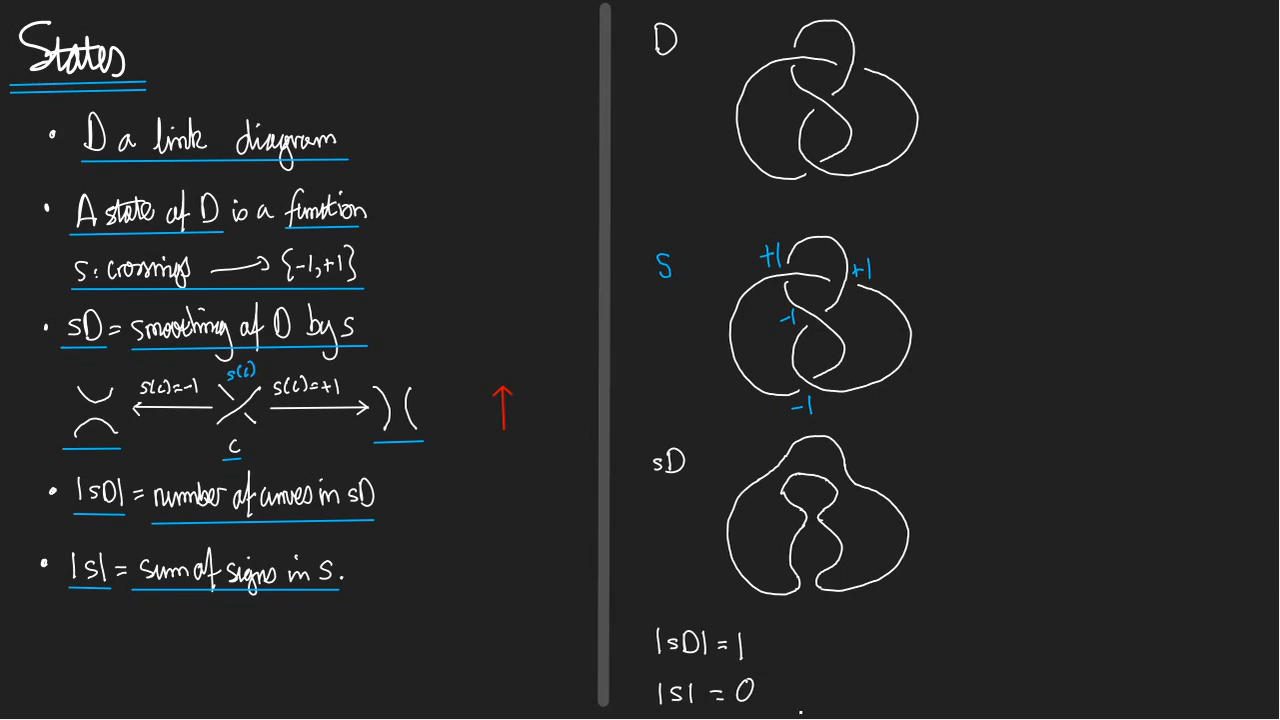 States
• D a link diagram
• A state of D is a function
s: crossings → {-1,+1}
• sD = smoothing of D by s
s(c)
s(c)=-1
s(c)=+1
c
• |sD| = number of curves in sD
• |s| = sum of signs in s.
D
S
+1
+1
-1
-1
sD
|sD| = 1
|s| = 0